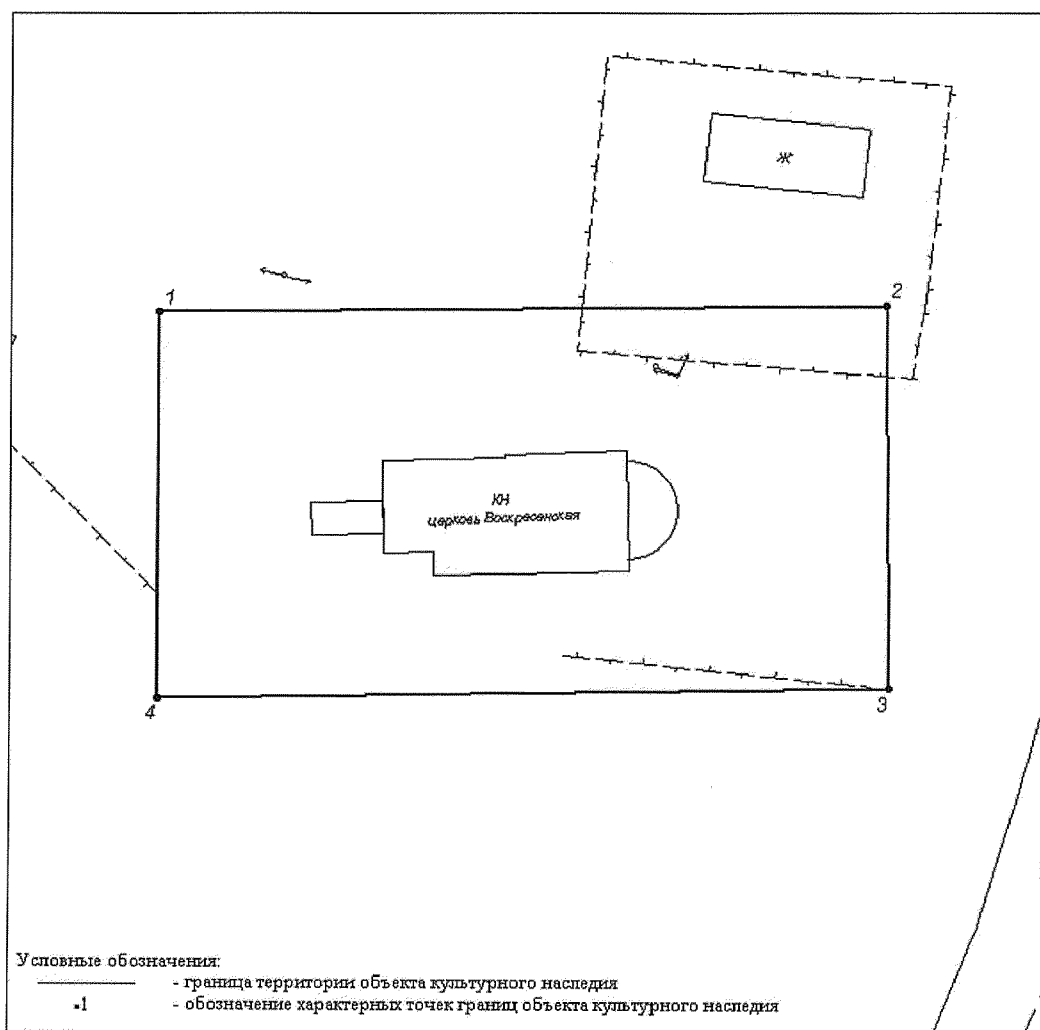 Ж
1
2
КН
церковь Воскресенская
4
3
Условные обозначения:
- граница территории объекта культурного наследия
•1 - обозначение характерных точек границ объекта культурного наследия